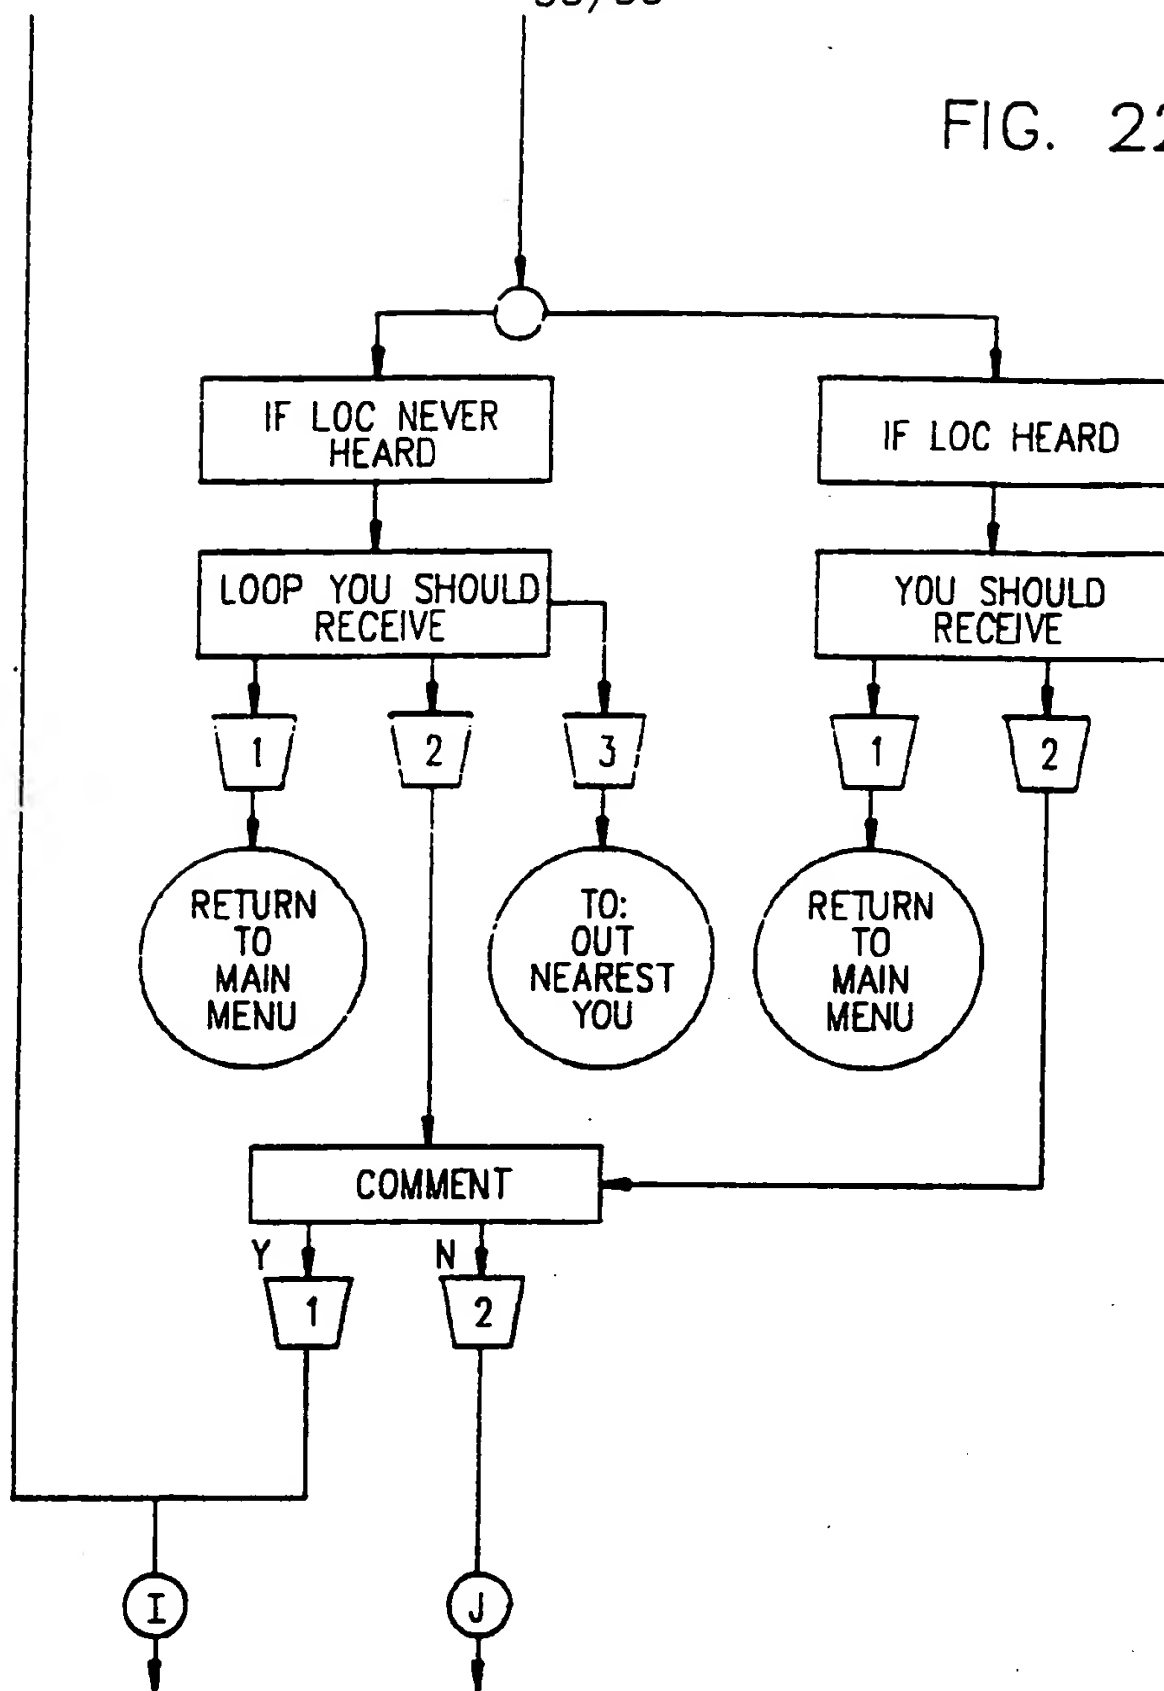 FIG. 22
IF LOC NEVER
HEARD
IF LOC HEARD
LOOP YOU SHOULD
RECEIVE
YOU SHOULD
RECEIVE
1
2
3
1
2
RETURN
TO
MAIN
MENU
TO:
OUT
NEAREST
YOU
RETURN
TO
MAIN
MENU
COMMENT
Y
N
1
2
I
J